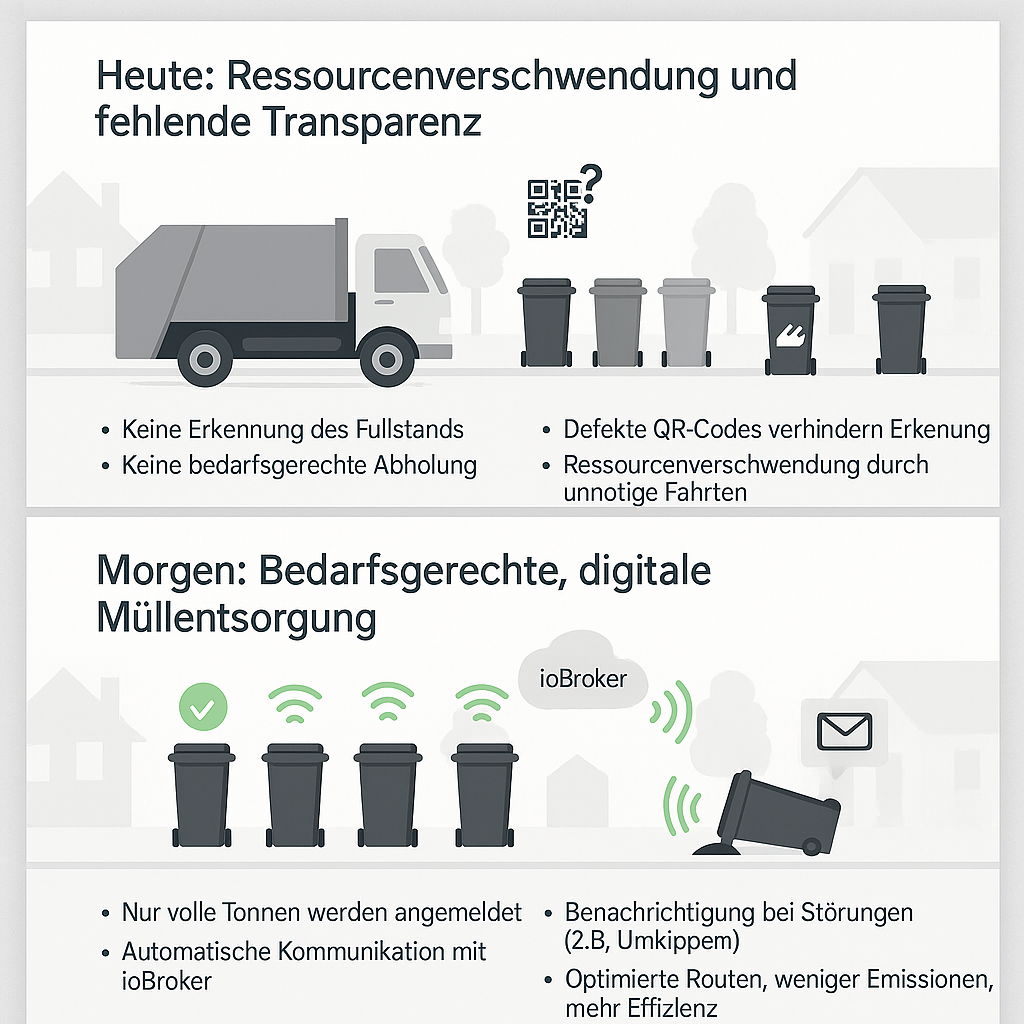 Heute: Ressourcenverschwendung und
fehlende Transparenz
?
• Keine Erkennung des Fullstands
• Keine bedarfsgerechte Abholung
• Defekte QR-Codes verhindern Erkenung
• Ressourcenverschwendung durch
unnotige Fahrten
Morgen: Bedarfsgerechte, digitale
Müllentsorgung
ioBroker
• Nur volle Tonnen werden angemeldet
• Automatische Kommunikation mit
ioBroker
• Benachrichtigung bei Störungen
(2.B, Umkippem)
• Optimierte Routen, weniger Emissionen,
mehr Effizlenz